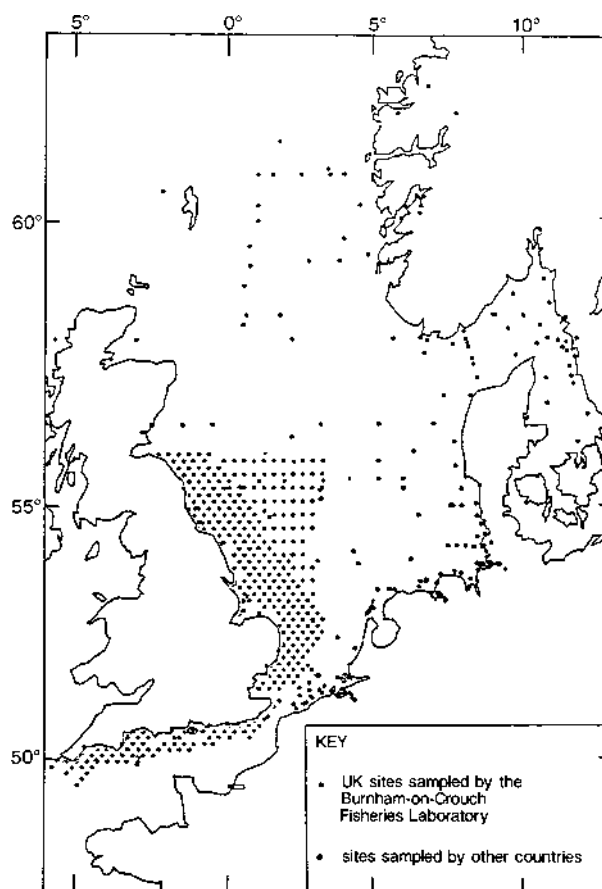 5° 0° 5° 10°
60°
55°
50°
KEY
UK sites sampled by the
Burnham-on-Crouch
Fisheries Laboratory
sites sampled by other countries